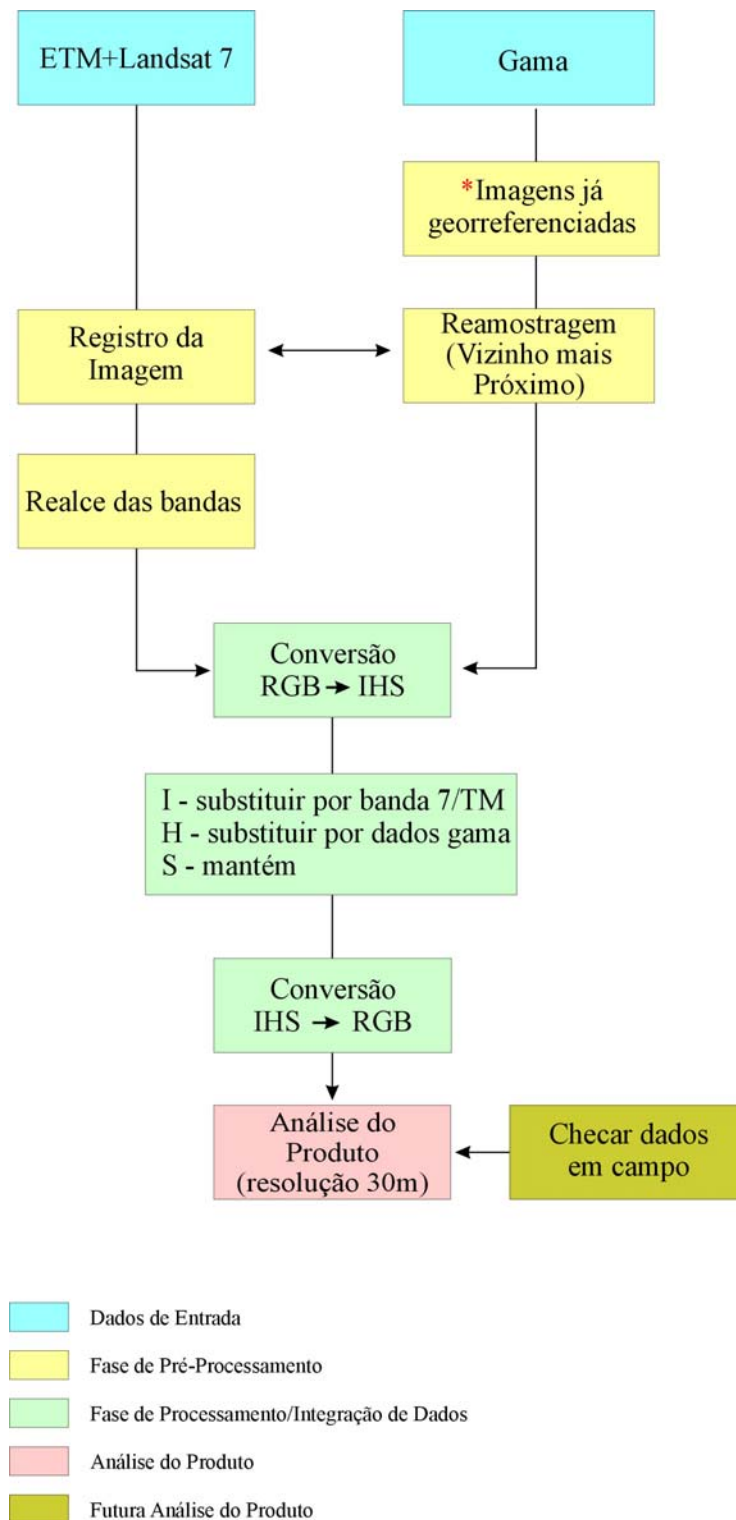 ETM+Landsat 7
Gama
*Imagens já
georreferenciadas
Registro da
Imagem
Reamostragem
(Vizinho mais
Próximo)
Realce das bandas
Conversão
RGB → IHS
I - substituir por banda 7/TM
H - substituir por dados gama
S - mantém
Conversão
IHS → RGB
Análise do
Produto
(resolução 30m)
Checar dados
em campo
Dados de Entrada
Fase de Pré-Processamento
Fase de Processamento/Integração de Dados
Análise do Produto
Futura Análise do Produto